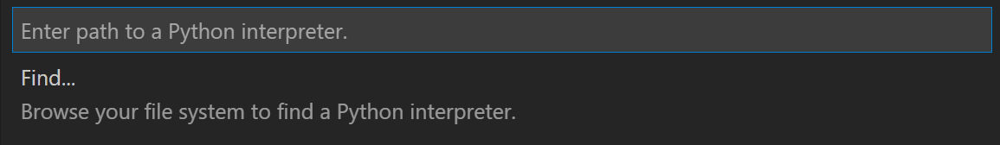 Enter path to a Python interpreter.
Find...
Browse your file system to find a Python interpreter.